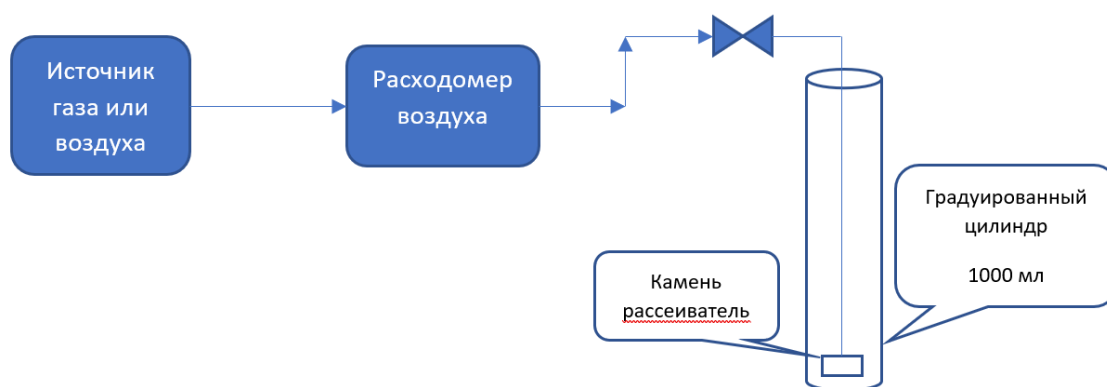 Источник
газа или
воздуха
Расходомер
воздуха
Градуированный
цилиндр
1000 мл
Камень
рассеиватель